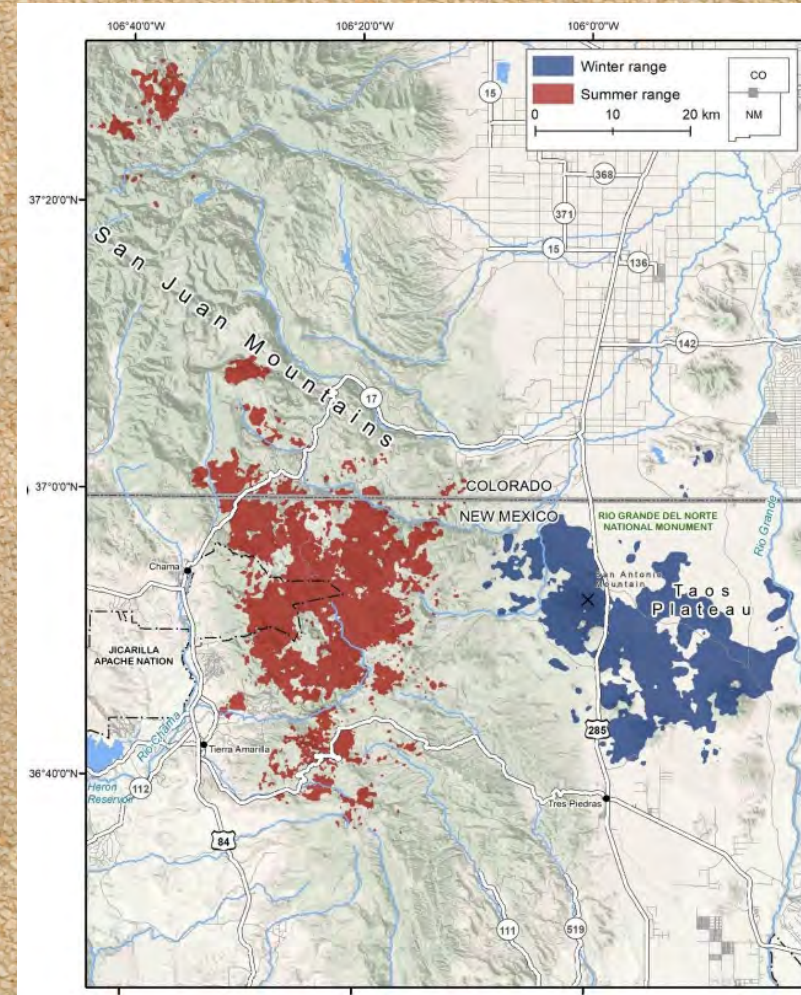 106°40'0"W
106°20'0"W
106°0'0"W
Winter range
Summer range
0 10 20 km
CO
NM
15
368
37°20'0"N
371
15
136
San Juan Mountains
142
17
37°0'0"N
COLORADO
NEW MEXICO
RIO GRANDE DEL NORTE
NATIONAL MONUMENT
Rio Grande
Chama
San Antonio
Mountain
Taos
Plateau
JICARILLA
APACHE NATION
Rio Chama
285
Tierra Amarilla
36°40'0"N
Heron
Reservoir
112
Tres Piedras
84
111
519